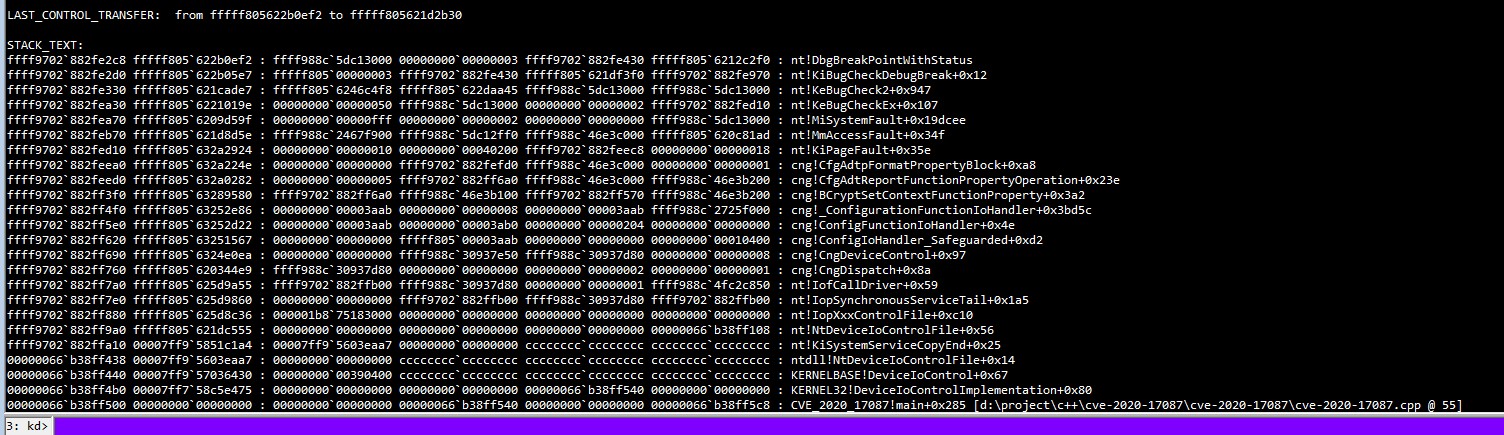 LAST_CONTROL_TRANSFER:  from fffff805622b0ef2 to fffff805621d2b30
STACK_TEXT:
ffff9702`882fe2c8 fffff805`622b0ef2 : ffff988c`5dc13000 00000000`00000003 ffff9702`882fe430 fffff805`6212c2f0 : nt!DbgBreakPointWithStatus
ffff9702`882fe2d0 fffff805`622b05e7 : fffff805`00000003 ffff9702`882fe430 fffff805`621df3f0 ffff9702`882fe970 : nt!KiBugCheckDebugBreak+0x12
ffff9702`882fe330 fffff805`621cade7 : fffff805`6246c4f8 fffff805`622daa45 ffff988c`5dc13000 ffff988c`5dc13000 : nt!KeBugCheck2+0x947
ffff9702`882fea30 fffff805`6221019e : 00000000`00000050 ffff988c`5dc13000 00000000`00000002 ffff9702`882fed10 : nt!KeBugCheckEx+0x107
ffff9702`882fea70 fffff805`6209d59f : 00000000`00000fff 00000000`00000002 00000000`00000000 ffff988c`5dc13000 : nt!MiSystemFault+0x19dcee
ffff9702`882feb70 fffff805`621d8d5e : ffff988c`2467f900 ffff988c`5dc12ff0 ffff988c`46e3c000 fffff805`620c81ad : nt!MmAccessFault+0x34f
ffff9702`882fed10 fffff805`632a2924 : 00000000`00000010 00000000`00040200 ffff9702`882feec8 00000000`00000018 : nt!KiPageFault+0x35e
ffff9702`882feea0 fffff805`632a224e : 00000000`00000000 ffff9702`882fefd0 ffff988c`46e3c000 00000000`00000001 : cng!CfgAdtpFormatPropertyBlock+0xa8
ffff9702`882feed0 fffff805`632a0282 : 00000000`00000005 ffff9702`882ff6a0 ffff988c`46e3c000 ffff988c`46e3b200 : cng!CfgAdtReportFunctionPropertyOperation+0x23e
ffff9702`882ff3f0 fffff805`63289580 : ffff9702`882ff6a0 ffff988c`46e3b100 ffff9702`882ff570 ffff988c`46e3b200 : cng!BCryptSetContextFunctionProperty+0x3a2
ffff9702`882ff4f0 fffff805`63252e86 : 00000000`00003aab 00000000`00000008 00000000`00003aab ffff988c`2725f000 : cng!_ConfigurationFunctionIoHandler+0x3bd5c
ffff9702`882ff5e0 fffff805`63252d22 : 00000000`00003aab 00000000`00003ab0 00000000`00000204 00000000`00000000 : cng!ConfigFunctionIoHandler+0x4e
ffff9702`882ff620 fffff805`63251567 : 00000000`00000000 fffff805`00003aab 00000000`00000000 00000000`00010400 : cng!ConfigIoHandler_Safeguarded+0xd2
ffff9702`882ff690 fffff805`6324e0ea : 00000000`00000000 ffff988c`30937e50 ffff988c`30937d80 00000000`00000008 : cng!CngDeviceControl+0x97
ffff9702`882ff760 fffff805`620344e9 : ffff988c`30937d80 00000000`00000000 00000000`00000002 00000000`00000001 : cng!CngDispatch+0x8a
ffff9702`882ff7a0 fffff805`625d9a55 : ffff9702`882ffb00 ffff988c`30937d80 00000000`00000001 ffff988c`4fc2c850 : nt!IofCallDriver+0x59
ffff9702`882ff7e0 fffff805`625d9860 : 00000000`00000000 ffff9702`882ffb00 ffff988c`30937d80 ffff9702`882ffb00 : nt!IopSynchronousServiceTail+0x1a5
ffff9702`882ff880 fffff805`625d8c36 : 000001b8`75183000 00000000`00000000 00000000`00000000 00000000`00000000 : nt!IopXxxControlFile+0xc10
ffff9702`882ff9a0 fffff805`621dc555 : 00000000`00000000 00000000`00000000 00000000`00000000 00000066`b38ff108 : nt!NtDeviceIoControlFile+0x56
ffff9702`882ffa10 00007ff9`5851c1a4 : 00007ff9`5603eaa7 00000000`00000000 cccccccc`cccccccc cccccccc`cccccccc : nt!KiSystemServiceCopyEnd+0x25
00000066`b38ff438 00007ff9`5603eaa7 : 00000000`00000000 cccccccc`cccccccc cccccccc`cccccccc cccccccc`cccccccc : ntdll!NtDeviceIoControlFile+0x14
00000066`b38ff440 00007ff9`57036430 : 00000000`00390400 cccccccc`cccccccc cccccccc`cccccccc cccccccc`cccccccc : KERNELBASE!DeviceIoControl+0x67
00000066`b38ff4b0 00007ff7`58c5e475 : 00000000`00000000 00000000`00000000 00000066`b38ff540 00000000`00000000 : KERNEL32!DeviceIoControlImplementation+0x80
00000066`b38ff500 00000000`00000000 : 00000066`b38ff540 00000000`00000000 00000000`00000000 00000066`b38ff5c8 : CVE_2020_17087!main+0x285 [d:\project\c++\cve-2020-17087\cve-2020-17087\cve-2020-17087.cpp @ 55]
3: kd>